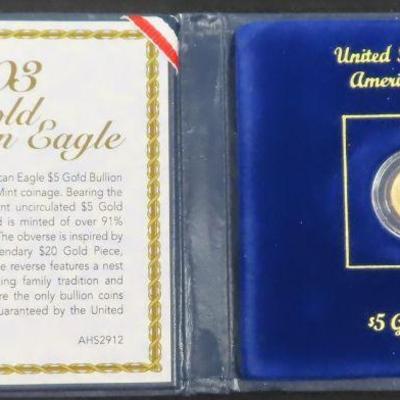 03
old
n Eagle
can Eagle $5 Gold Bullion
Mint coinage. Bearing the
nt uncirculated $5 Gold
d is minted of over 91%
The obverse is inspired by
endary $20 Gold Piece,
e reverse features a nest
ing family tradition and
re the only bullion coins
uaranteed by the United
AHS2912
United S
Ameri
$5 G